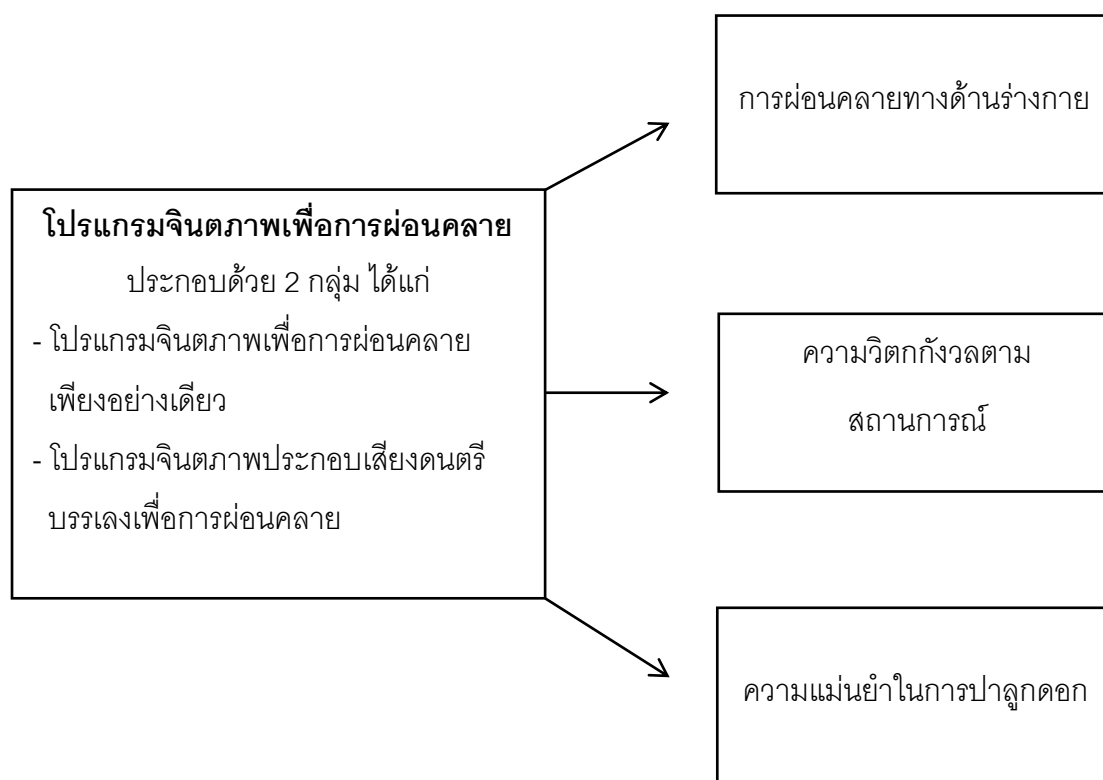 การผ่อนคลายทางด้านร่างกาย
โปรแกรมจินตภาพเพื่อการผ่อนคลาย
ประกอบด้วย 2 กลุ่ม ได้แก่
- โปรแกรมจินตภาพเพื่อการผ่อนคลาย
เพียงอย่างเดียว
- โปรแกรมจินตภาพประกอบเสียงดนตรี
บรรเลงเพื่อการผ่อนคลาย
ความวิตกกังวลตาม
สถานการณ์
ความแม่นยำในการปาลูกดอก